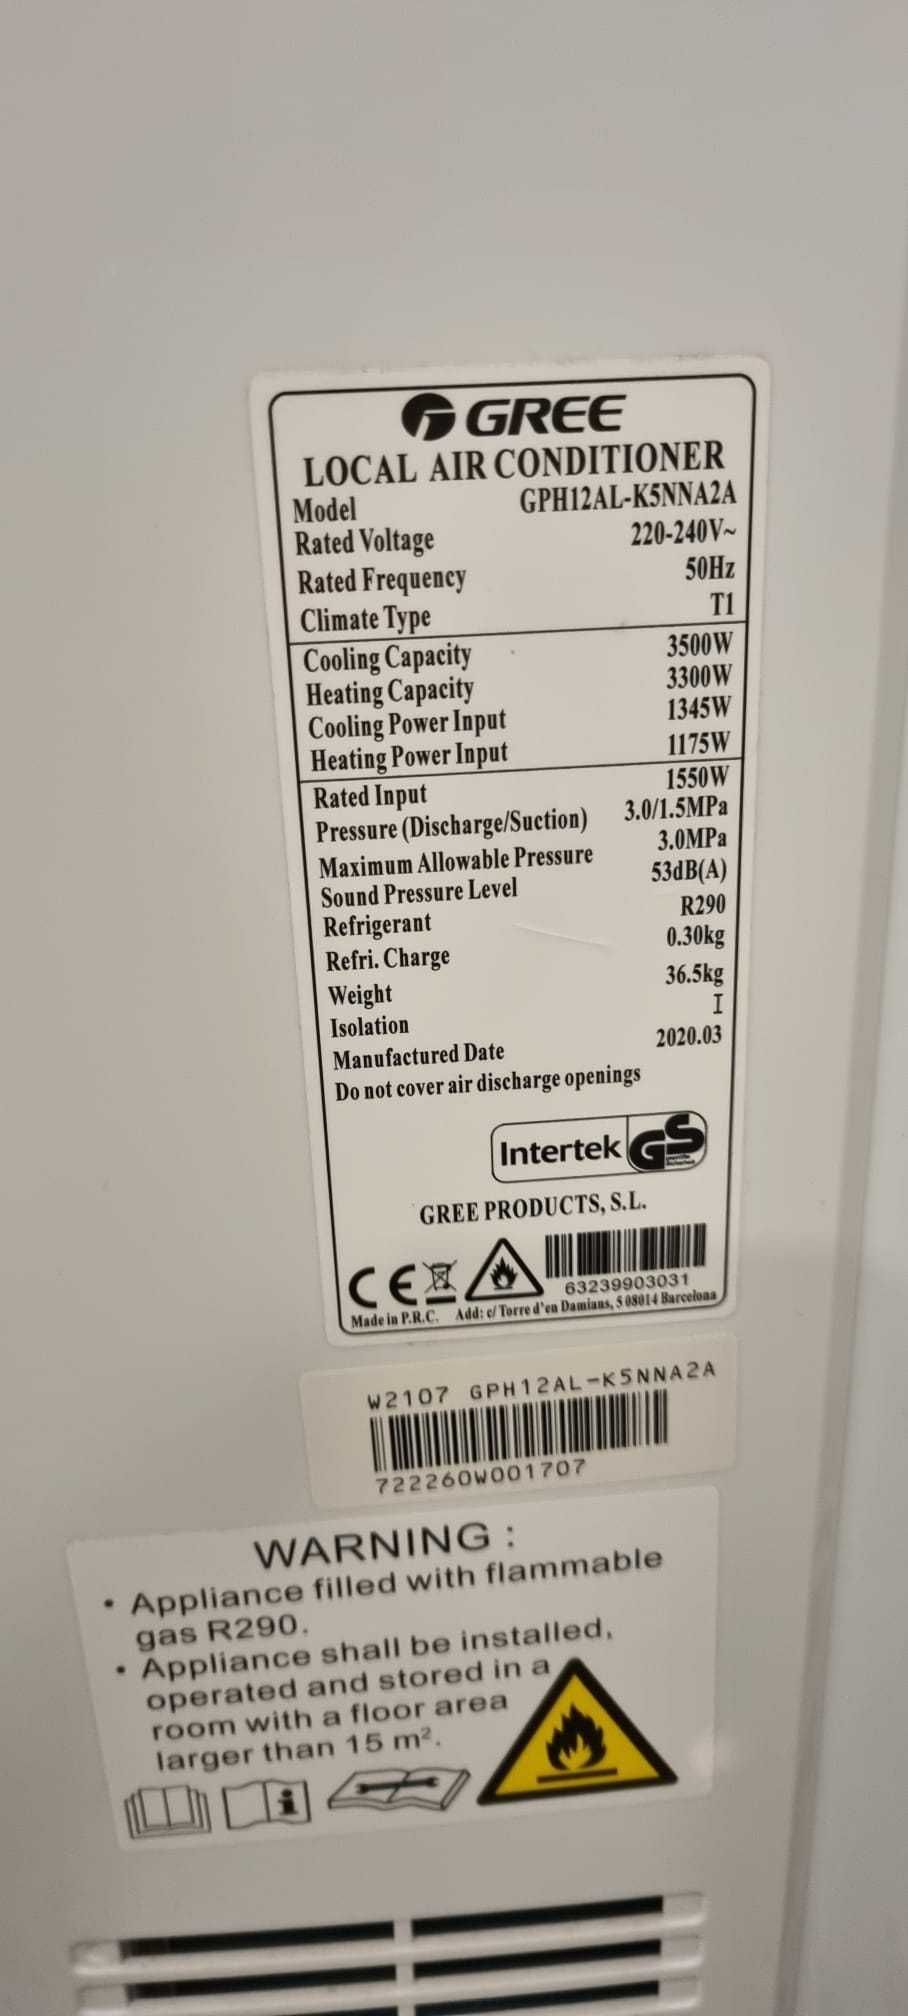 GREE
LOCAL AIR CONDITIONER
Model GPH12AL-K5NNA2A
Rated Voltage 220-240V~
Rated Frequency 50Hz
Climate Type T1
Cooling Capacity 3500W
Heating Capacity 3300W
Cooling Power Input 1345W
Heating Power Input 1175W
Rated Input 1550W
Pressure (Discharge/Suction) 3.0/1.5MPa
Maximum Allowable Pressure 3.0MPa
Sound Pressure Level 53dB(A)
Refrigerant R290
Refri. Charge 0.30kg
Weight 36.5kg
Isolation I
Manufactured Date 2020.03
Do not cover air discharge openings
Intertek GS
GREE PRODUCTS, S.L.
CE
63239903031
Made in P.R.C. Add: c/ Torre d'en Damians, 5 08014 Barcelona
W2107 GPH12AL-K5NNA2A
722260W001707
WARNING :
• Appliance filled with flammable
gas R290.
• Appliance shall be installed,
operated and stored in a
room with a floor area
larger than 15 m².